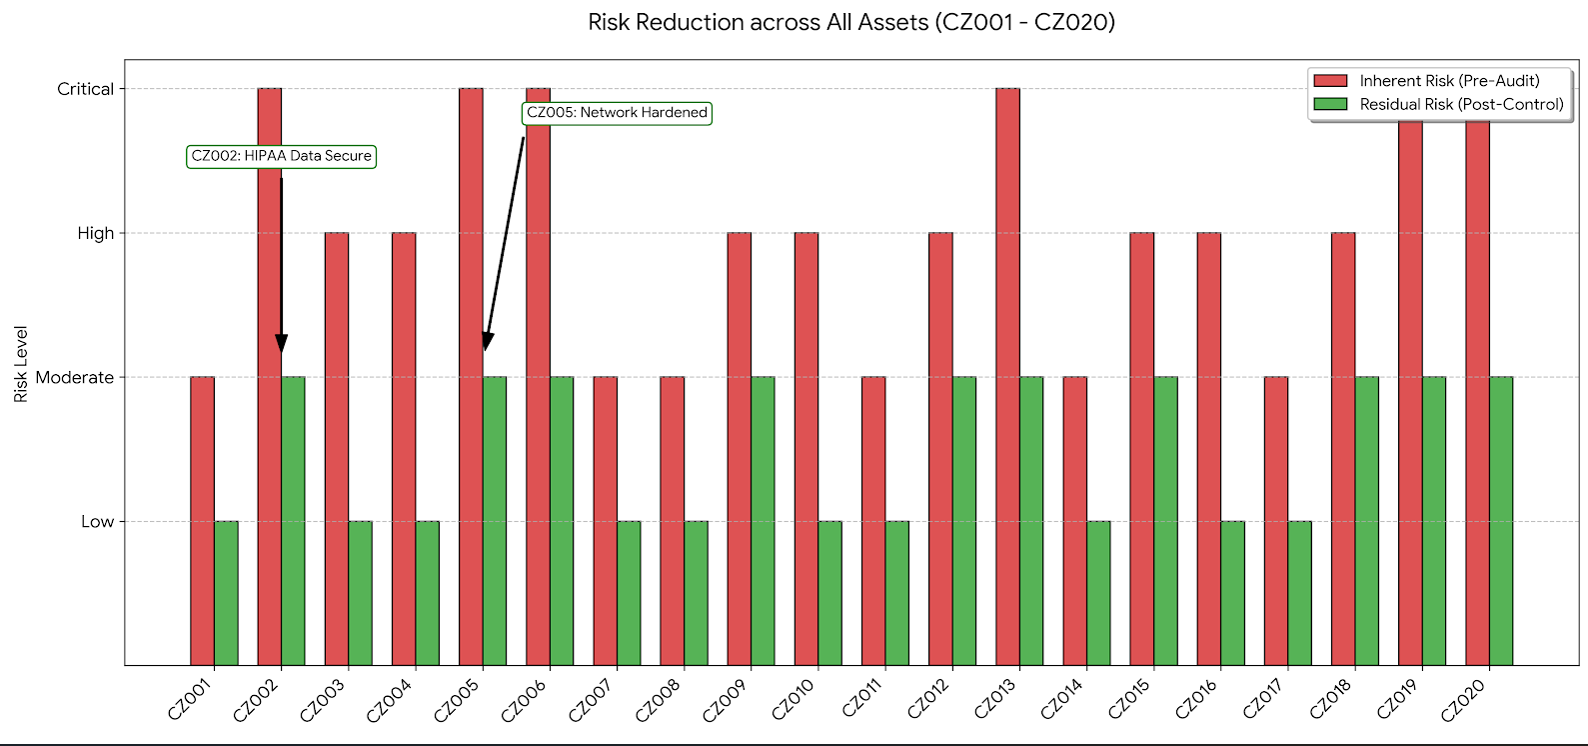 Risk Reduction across All Assets (CZ001 - CZ020)
Critical
High
Moderate
Low
Risk Level
Inherent Risk (Pre-Audit)
Residual Risk (Post-Control)
CZ005: Network Hardened
CZ002: HIPAA Data Secure
CZ001
CZ002
CZ003
CZ004
CZ005
CZ006
CZ007
CZ008
CZ009
CZ010
CZ011
CZ012
CZ013
CZ014
CZ015
CZ016
CZ017
CZ018
CZ019
CZ020